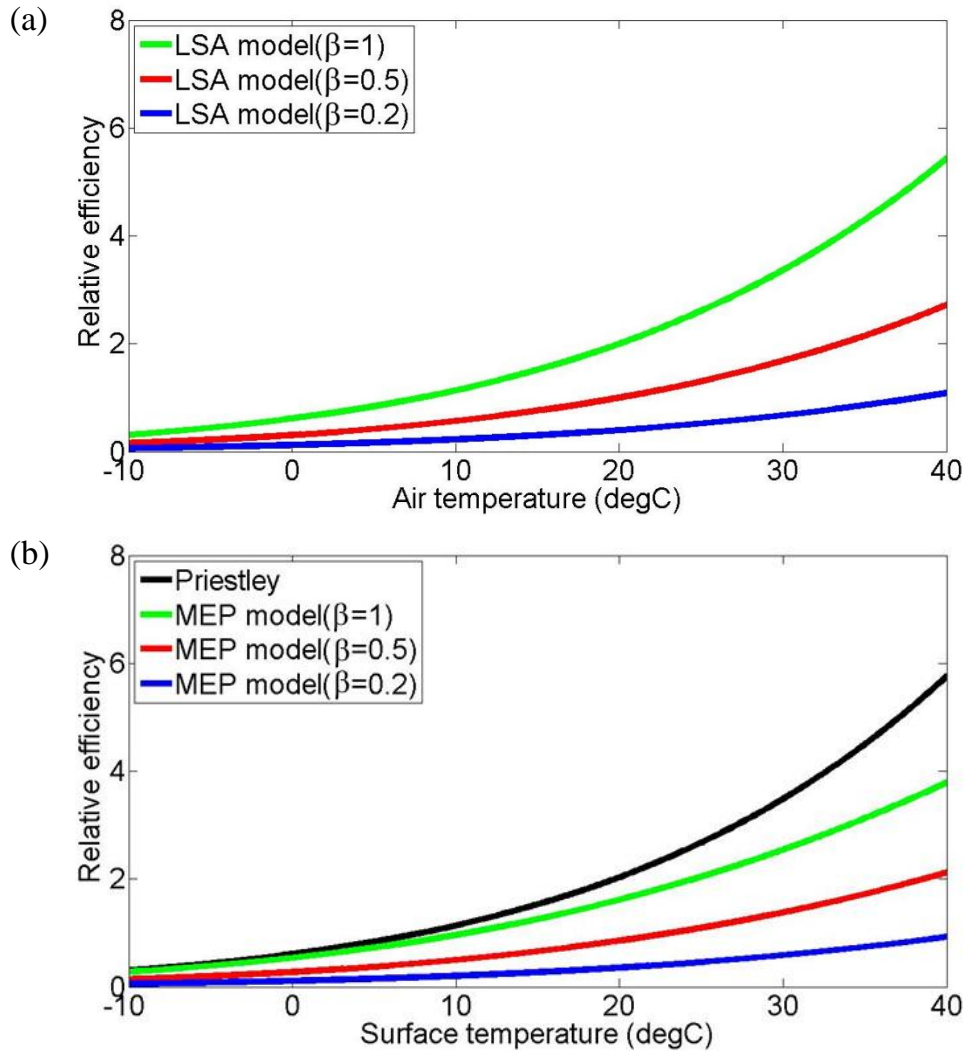 (a)
8
6
4
2
0
Relative efficiency
LSA model(β=1)
LSA model(β=0.5)
LSA model(β=0.2)
-10 0 10 20 30 40
Air temperature (degC)
(b)
8
6
4
2
0
Relative efficiency
Priestley
MEP model(β=1)
MEP model(β=0.5)
MEP model(β=0.2)
-10 0 10 20 30 40
Surface temperature (degC)